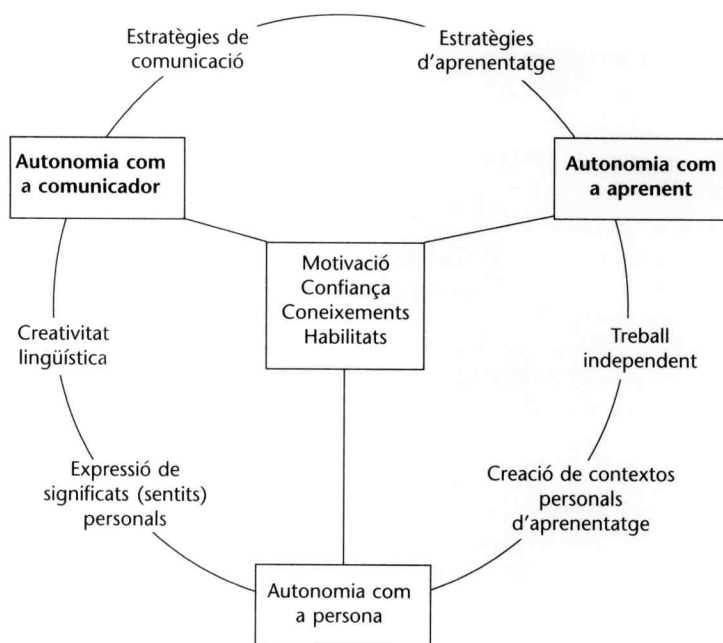 Estratègies de
comunicació
Estratègies
d'aprenentatge
Autonomia com
a comunicador
Autonomia com
a aprenent
Motivació
Confiança
Coneixements
Habilitats
Creativitat
lingüística
Treball
independent
Expressió de
significats (sentits)
personals
Creació de contextos
personals
d'aprenentatge
Autonomia com
a persona